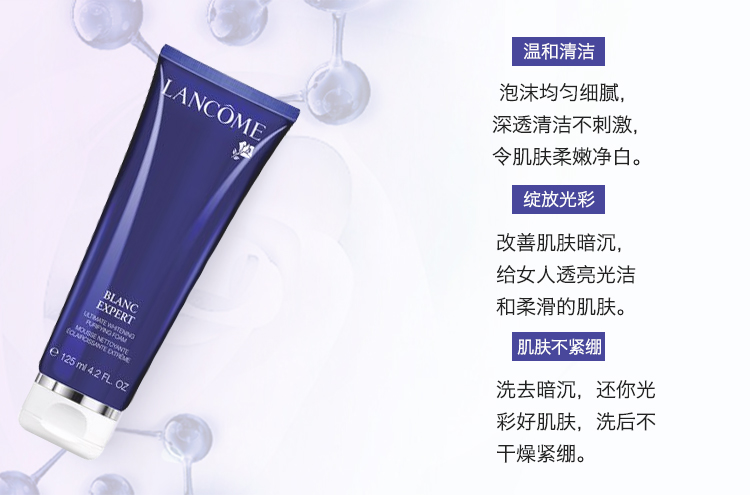 LANCÔME
BLANC
EXPERT
ULTIMATE WHITENING
PURIFYING FOAM
MOUSSE NETTOYANTE
ÉCLAIRCISSANTE EXTRÊME
℮ 125 ml 4.2 FL. OZ
温和清洁
泡沫均匀细腻，
深透清洁不刺激，
令肌肤柔嫩净白。
绽放光彩
改善肌肤暗沉，
给女人透亮光洁
和柔滑的肌肤。
肌肤不紧绷
洗去暗沉，还你光
彩好肌肤，洗后不
干燥紧绷。